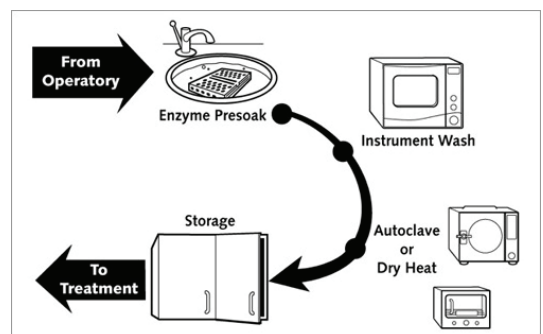 From
Operatory
Enzyme Presoak
Instrument Wash
Storage
Autoclave
or
Dry Heat
To
Treatment